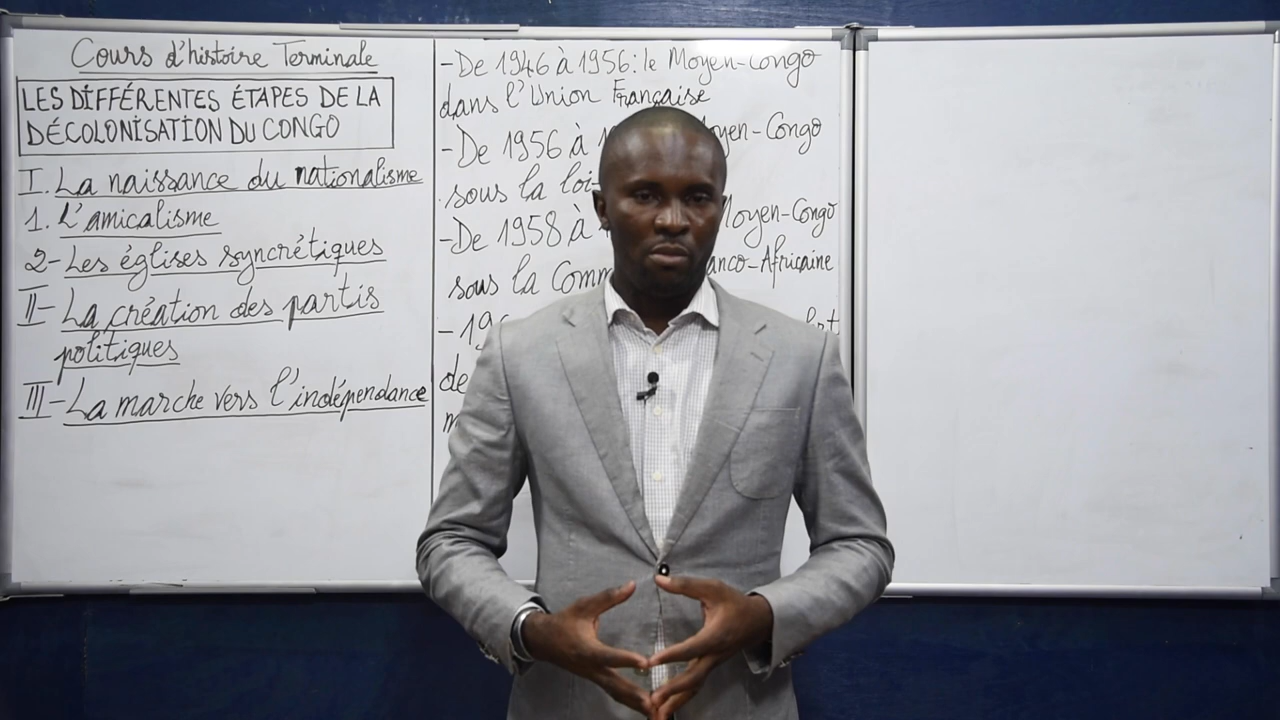 Cours d'histoire Terminale
LES DIFFÉRENTES ÉTAPES DE LA
DÉCOLONISATION DU CONGO
I. La naissance du nationalisme
1. L'amicalisme
2- Les églises syncrétiques
II- La création des partis
politiques
III- La marche vers l'indépendance
-De 1946 à 1956: le Moyen-Congo
dans l'Union Française
-De 1956 à Moyen-Congo
sous la loi-
-De 1958 à Moyen-Congo
sous la Franco-Africaine